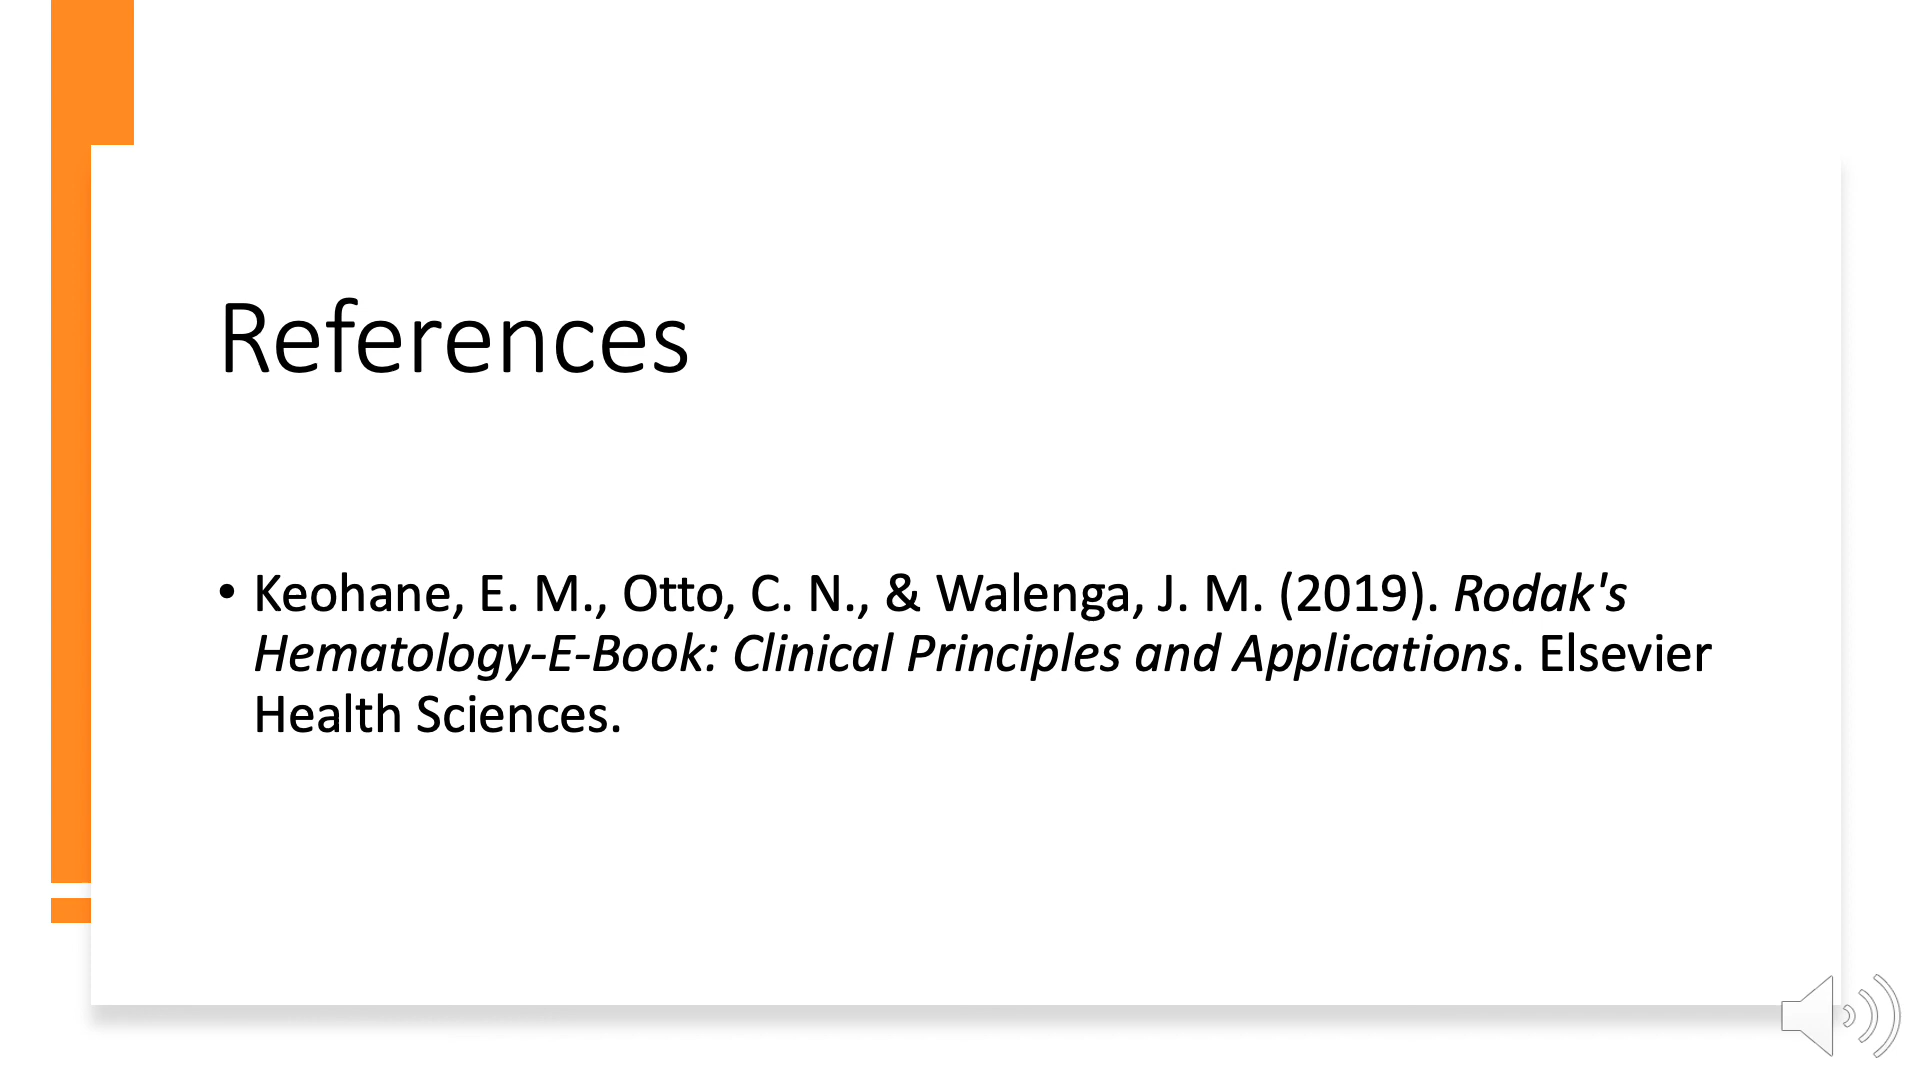 References
• Keohane, E. M., Otto, C. N., & Walenga, J. M. (2019). Rodak's
Hematology-E-Book: Clinical Principles and Applications. Elsevier
Health Sciences.